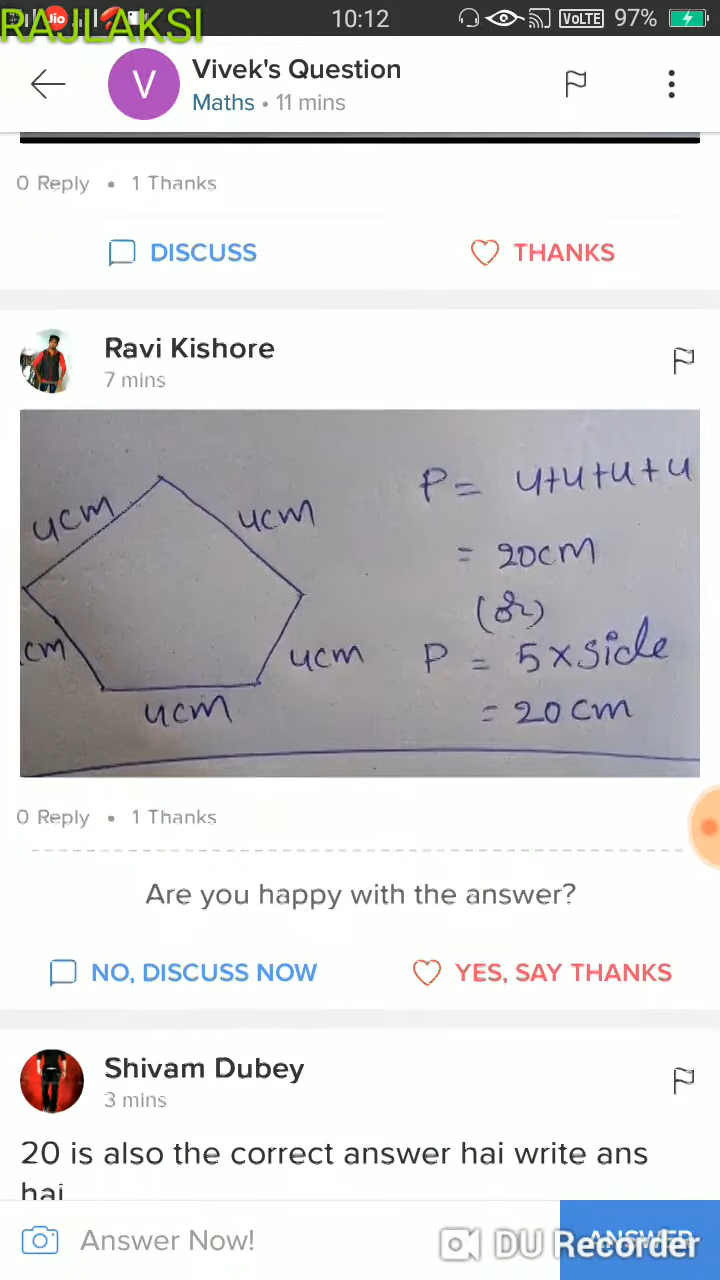 RAJLAKSI
Jio
10:12
VoLTE 97%
V
Vivek's Question
Maths • 11 mins
0 Reply • 1 Thanks
DISCUSS
THANKS
Ravi Kishore
7 mins
4cm
4cm
cm
4cm
4cm
P= 4+4+4+4
= 20cm
(or)
P = 5×side
= 20cm
0 Reply • 1 Thanks
Are you happy with the answer?
NO, DISCUSS NOW
YES, SAY THANKS
Shivam Dubey
3 mins
20 is also the correct answer hai write ans
hai
Answer Now!
ANSWER
DU Recorder